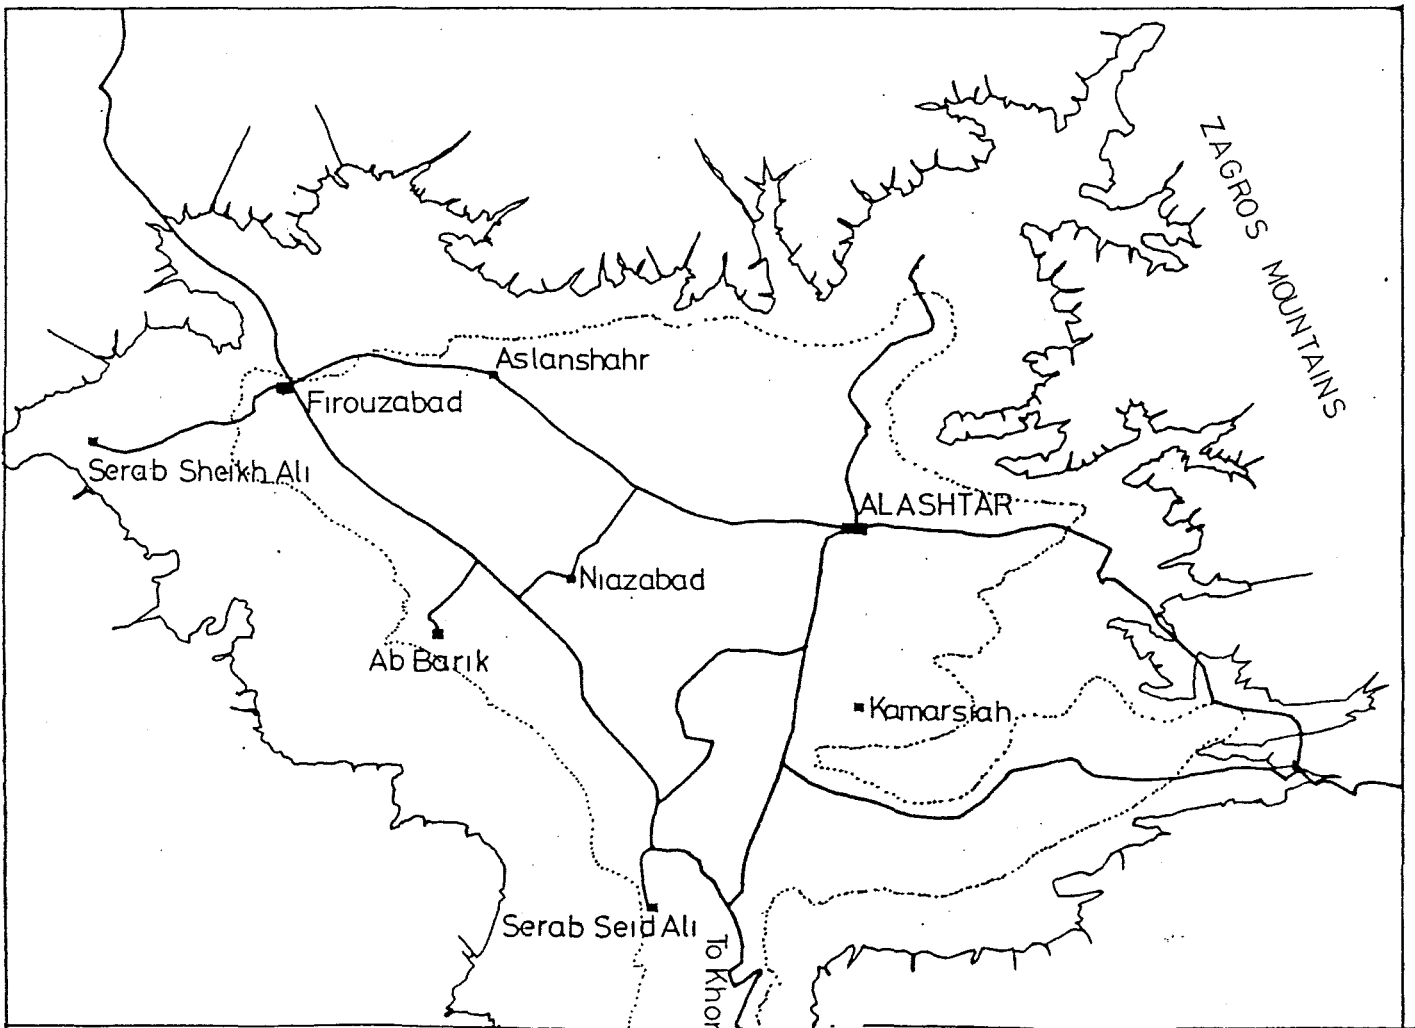 ZAGROS MOUNTAINS
Aslanshahr
Firouzabad
Serab Sheikh Ali
ALASHTAR
Niazabad
Ab Barik
Kamarsiah
Serab Seid Ali
To Khor